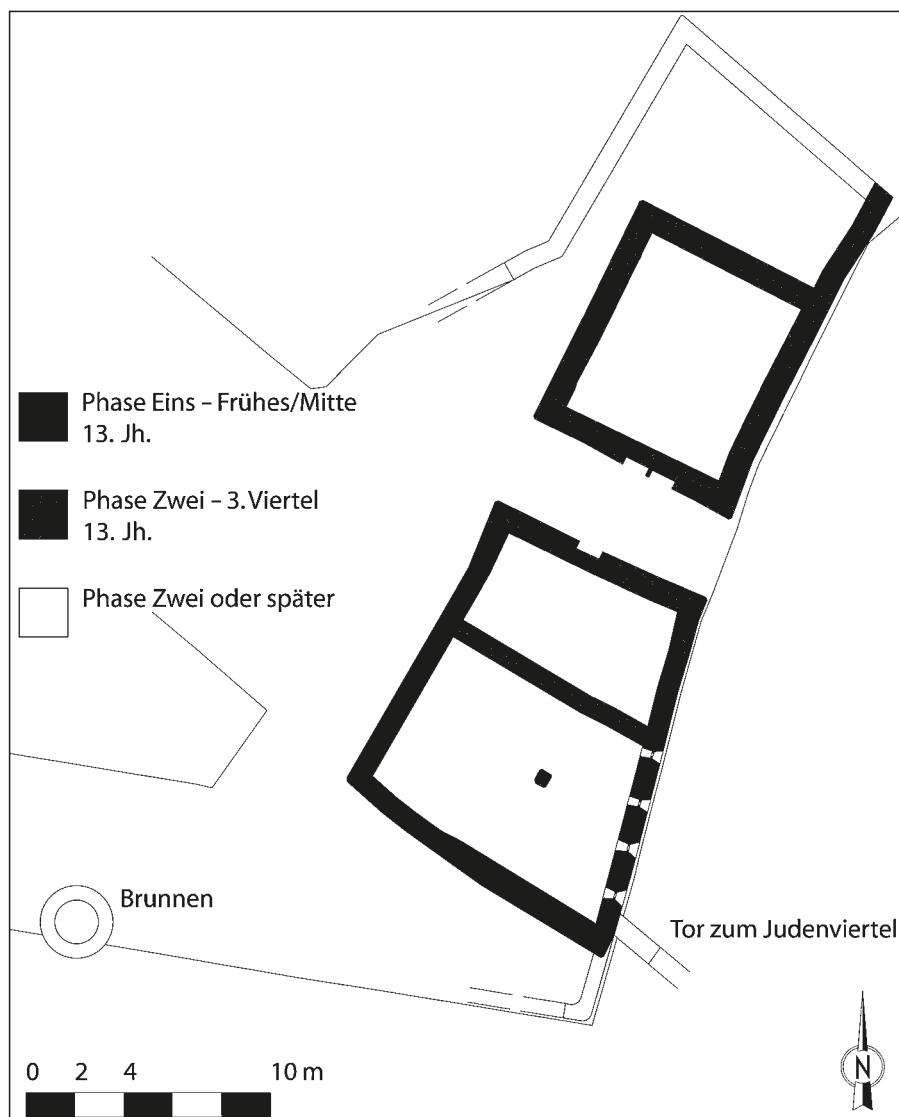 Phase Eins – Frühes/Mitte
13. Jh.
Phase Zwei – 3. Viertel
13. Jh.
Phase Zwei oder später
Brunnen
Tor zum Judenviertel
0 2 4 10 m
N